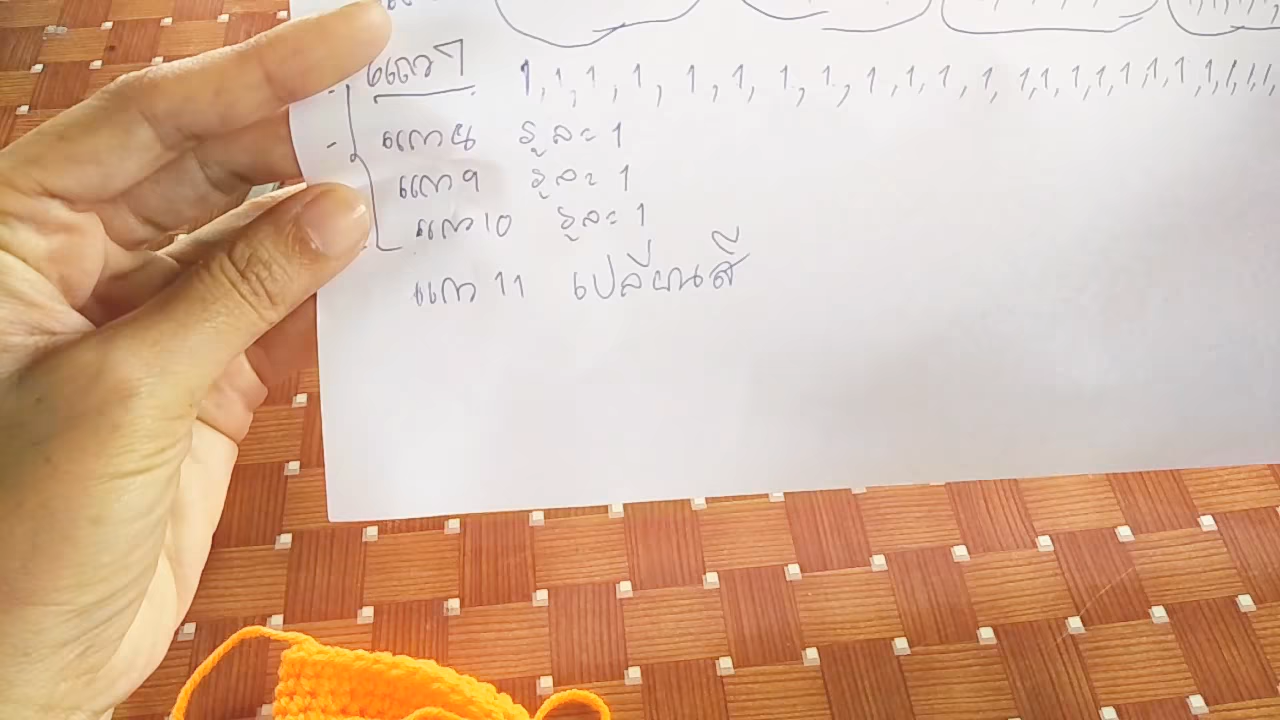 แถว 7 1, 1, 1, 1, 1, 1, 1, 1, 1, 1, 1, 1, 1, 1, 1, 1, 1, 1, 1, 1, 1, 1,
แถว 8 รูละ 1
แถว 9 รูละ 1
แถว 10 รูละ 1
แถว 11 เปลี่ยนสี